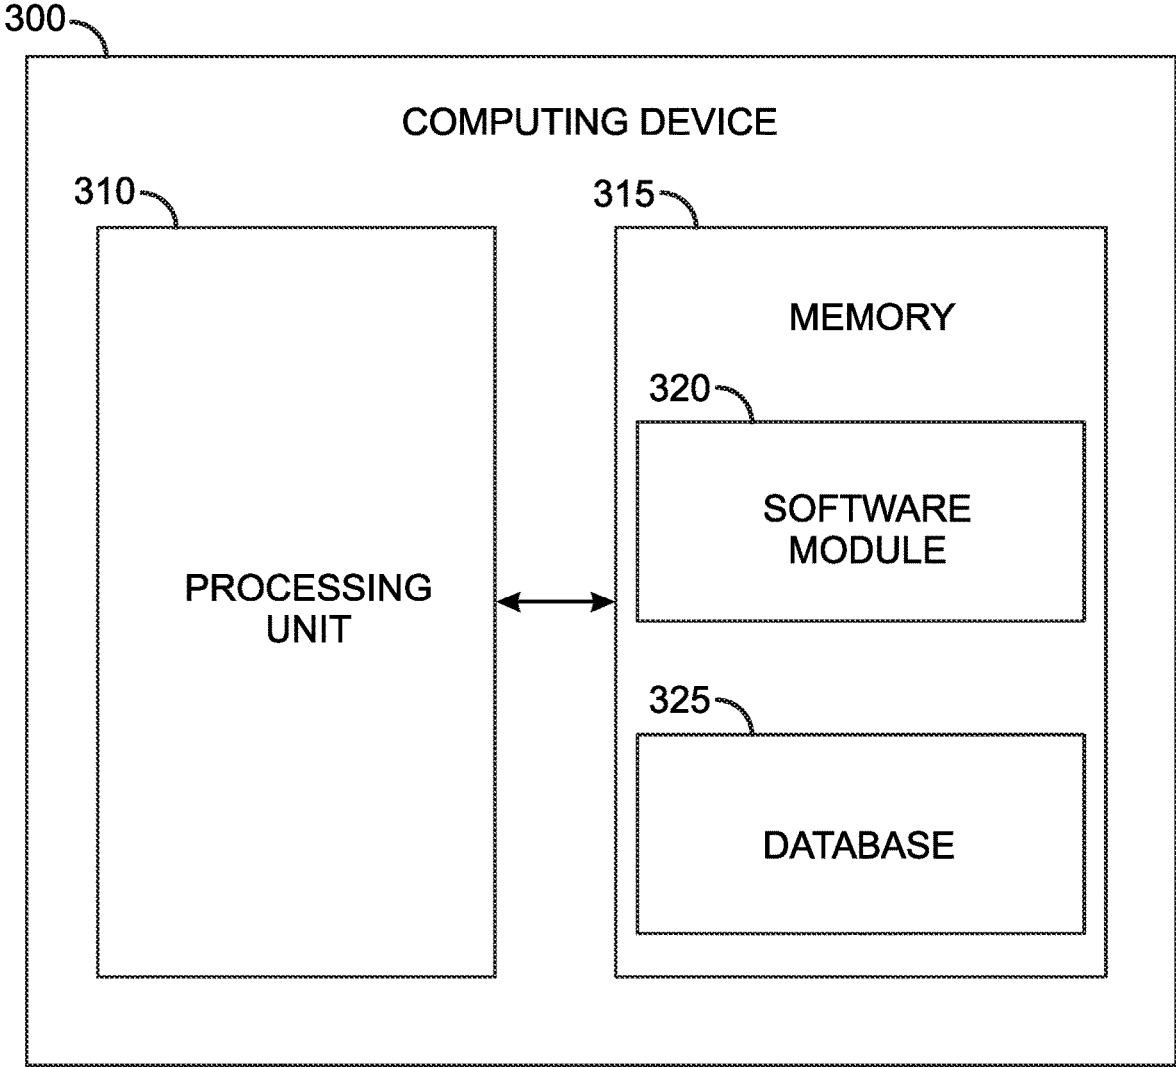 300
COMPUTING DEVICE
310
315
PROCESSING
UNIT
MEMORY
320
SOFTWARE
MODULE
325
DATABASE